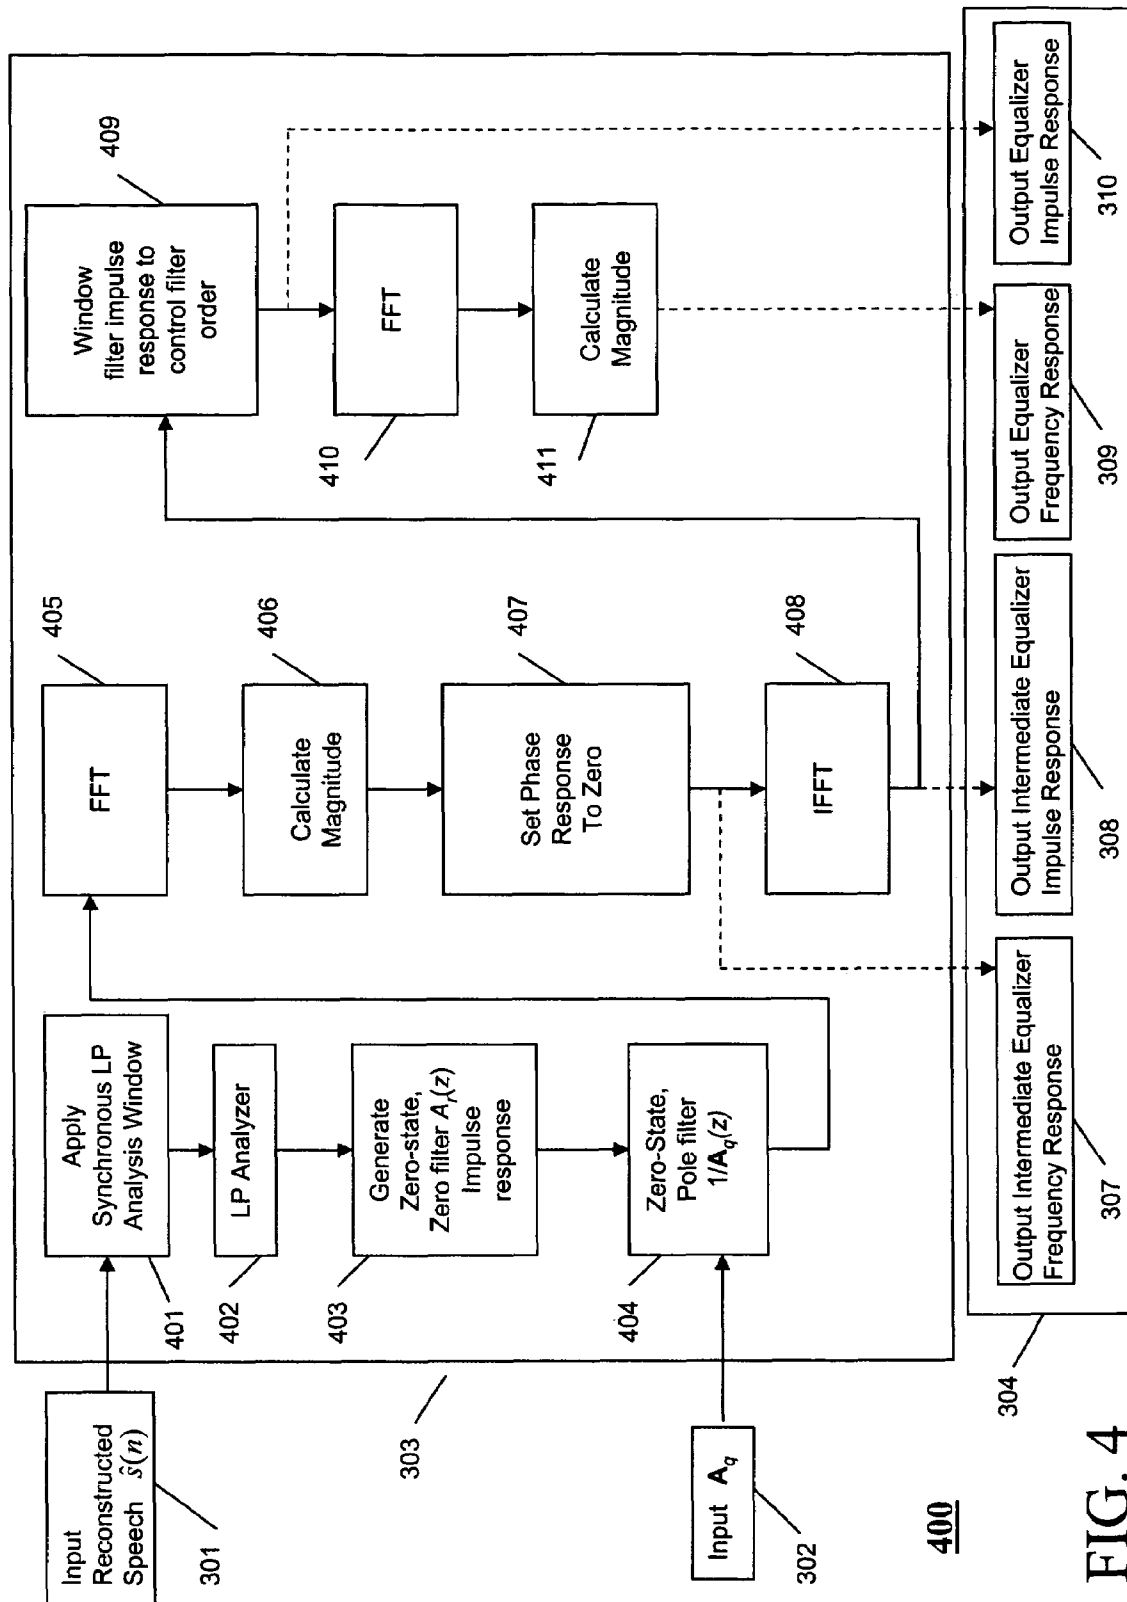 Input
Reconstructed
Speech ŝ(n)
301
Input A_q
302
303
Apply
Synchronous LP
Analysis Window
401
LP Analyzer
402
Generate
Zero-state,
Zero filter A_r(z)
Impulse
response
403
Zero-State,
Pole filter
1/A_q(z)
404
FFT
405
Calculate
Magnitude
406
Set Phase
Response
To Zero
407
IFFT
408
Window
filter impulse
response to
control filter
order
409
FFT
410
Calculate
Magnitude
411
304
Output Intermediate Equalizer
Frequency Response
307
Output Intermediate Equalizer
Impulse Response
308
Output Equalizer
Frequency Response
309
Output Equalizer
Impulse Response
310
400
FIG. 4